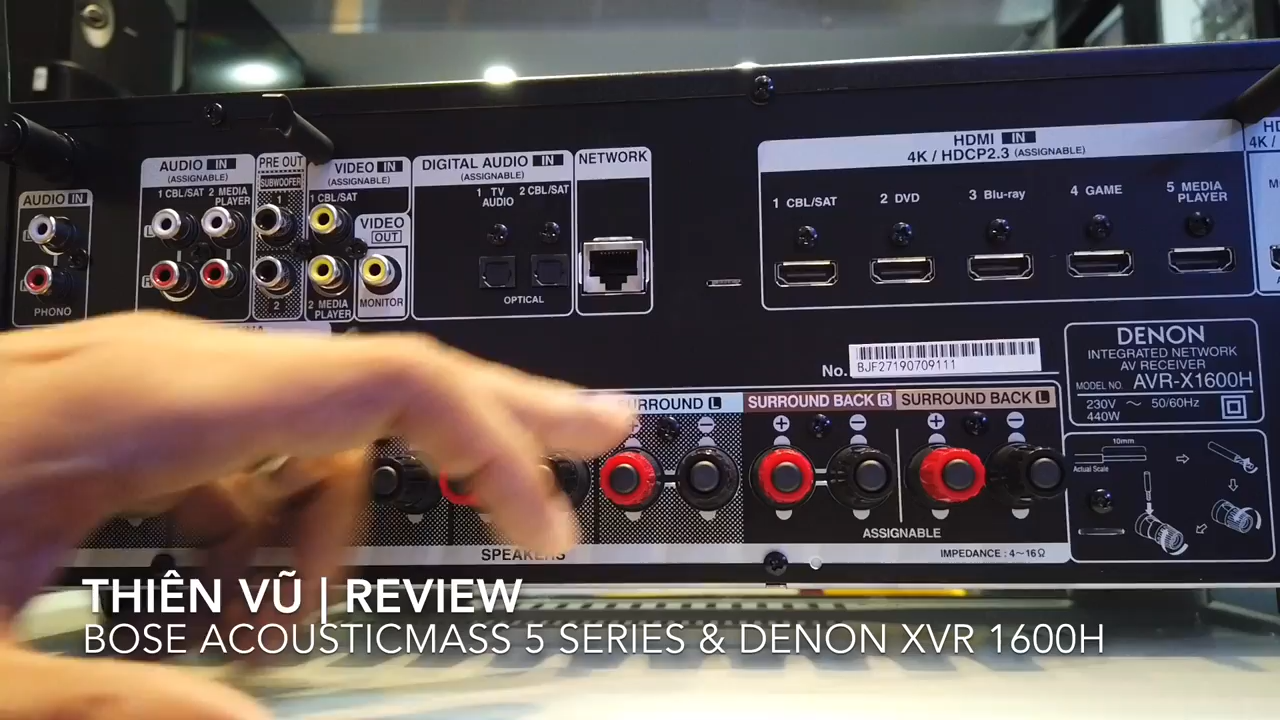 AUDIO IN
PHONO
AUDIO IN
(ASSIGNABLE)
1 CBL/SAT 2 MEDIA PLAYER
L
R
PRE OUT
SUBWOOFER
1
2
VIDEO IN
(ASSIGNABLE)
1 CBL/SAT
2 MEDIA PLAYER
VIDEO
OUT
MONITOR
DIGITAL AUDIO IN
(ASSIGNABLE)
1 TV AUDIO 2 CBL/SAT
OPTICAL
NETWORK
HDMI IN
4K / HDCP2.3 (ASSIGNABLE)
1 CBL/SAT
2 DVD
3 Blu-ray
4 GAME
5 MEDIA PLAYER
No. BJF27190709111
DENON
INTEGRATED NETWORK
AV RECEIVER
MODEL NO. AVR-X1600H
230V ～ 50/60Hz
440W
SURROUND L
SURROUND BACK R
SURROUND BACK L
+ − + − + −
ASSIGNABLE
SPEAKERS
IMPEDANCE : 4～16Ω
10mm
Actual Scale
THIÊN VŨ | REVIEW
BOSE ACOUSTICMASS 5 SERIES & DENON XVR 1600H